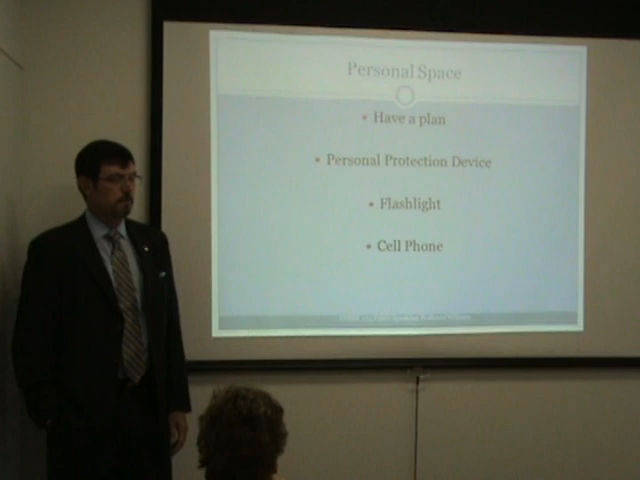 Personal Space
• Have a plan
• Personal Protection Device
• Flashlight
• Cell Phone